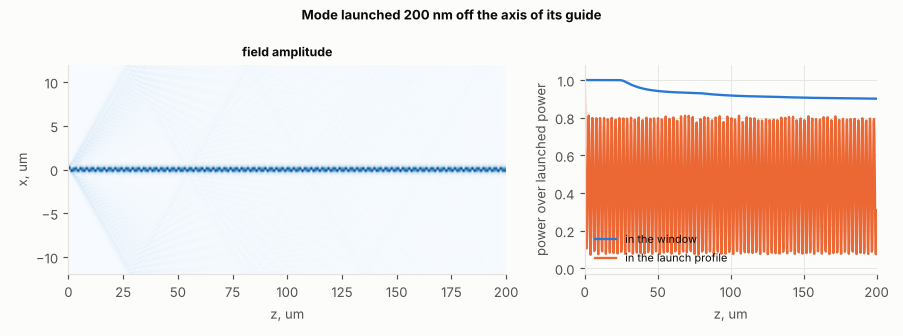 Mode launched 200 nm off the axis of its guide
field amplitude
x, um
10
5
0
−5
−10
0 25 50 75 100 125 150 175 200
z, um
power over launched power
1.0
0.8
0.6
0.4
0.2
0.0
in the window
in the launch profile
0 50 100 150 200
z, um